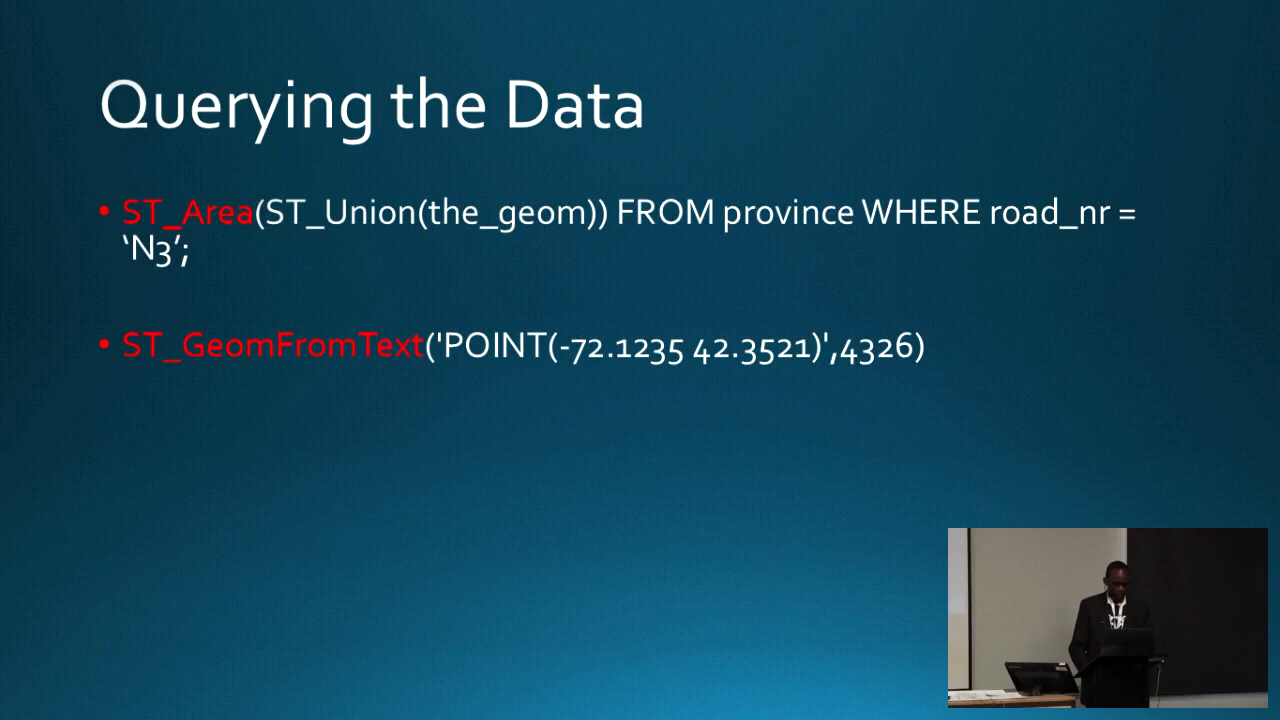 Querying the Data
• ST_Area(ST_Union(the_geom)) FROM province WHERE road_nr =
‘N3’;
• ST_GeomFromText('POINT(-72.1235 42.3521)',4326)